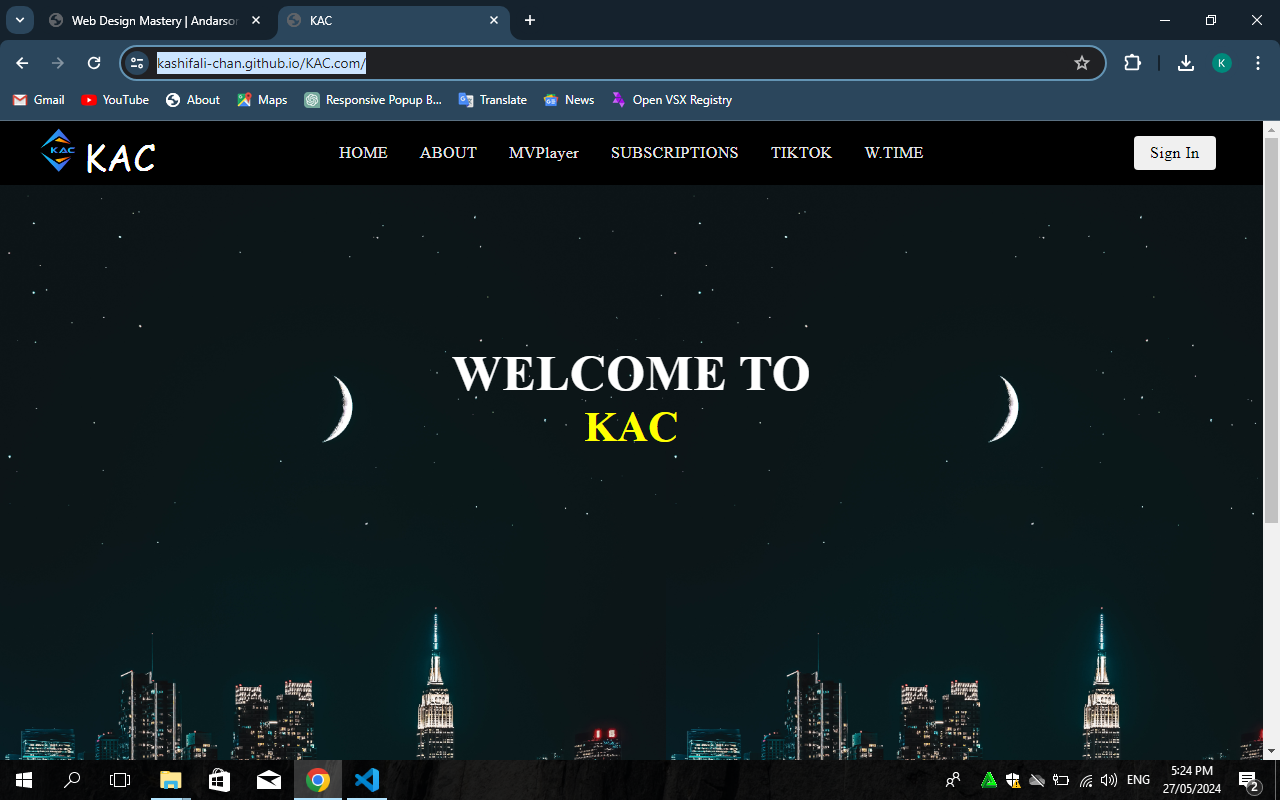 Web Design Mastery | Andarson
KAC
kashifali-chan.github.io/KAC.com/
K
Gmail
YouTube
About
Maps
Responsive Popup B...
Translate
News
Open VSX Registry
KAC
KAC
HOME
ABOUT
MVPlayer
SUBSCRIPTIONS
TIKTOK
W.TIME
Sign In
WELCOME TO
KAC
ENG
5:24 PM
27/05/2024
2